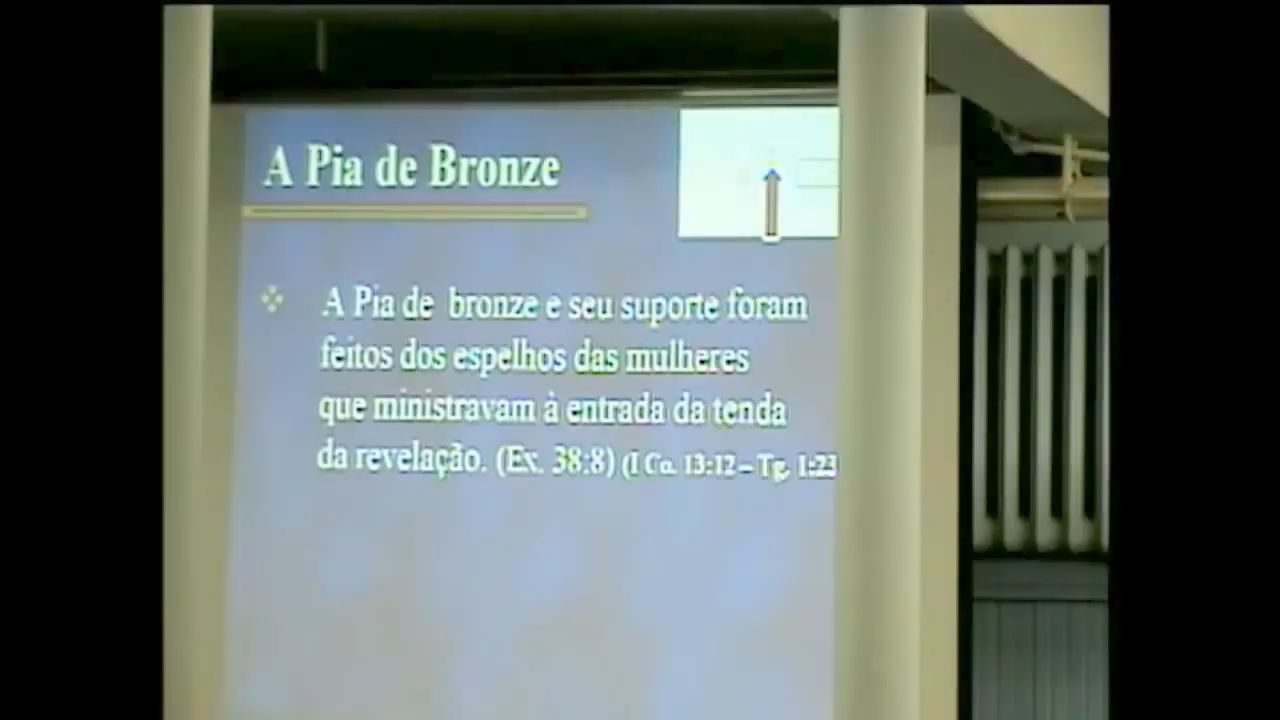 A Pia de Bronze
A Pia de bronze e seu suporte foram
feitos dos espelhos das mulheres
que ministravam à entrada da tenda
da revelação. (Ex. 38:8) (I Co. 13:12 – Tg. 1:23